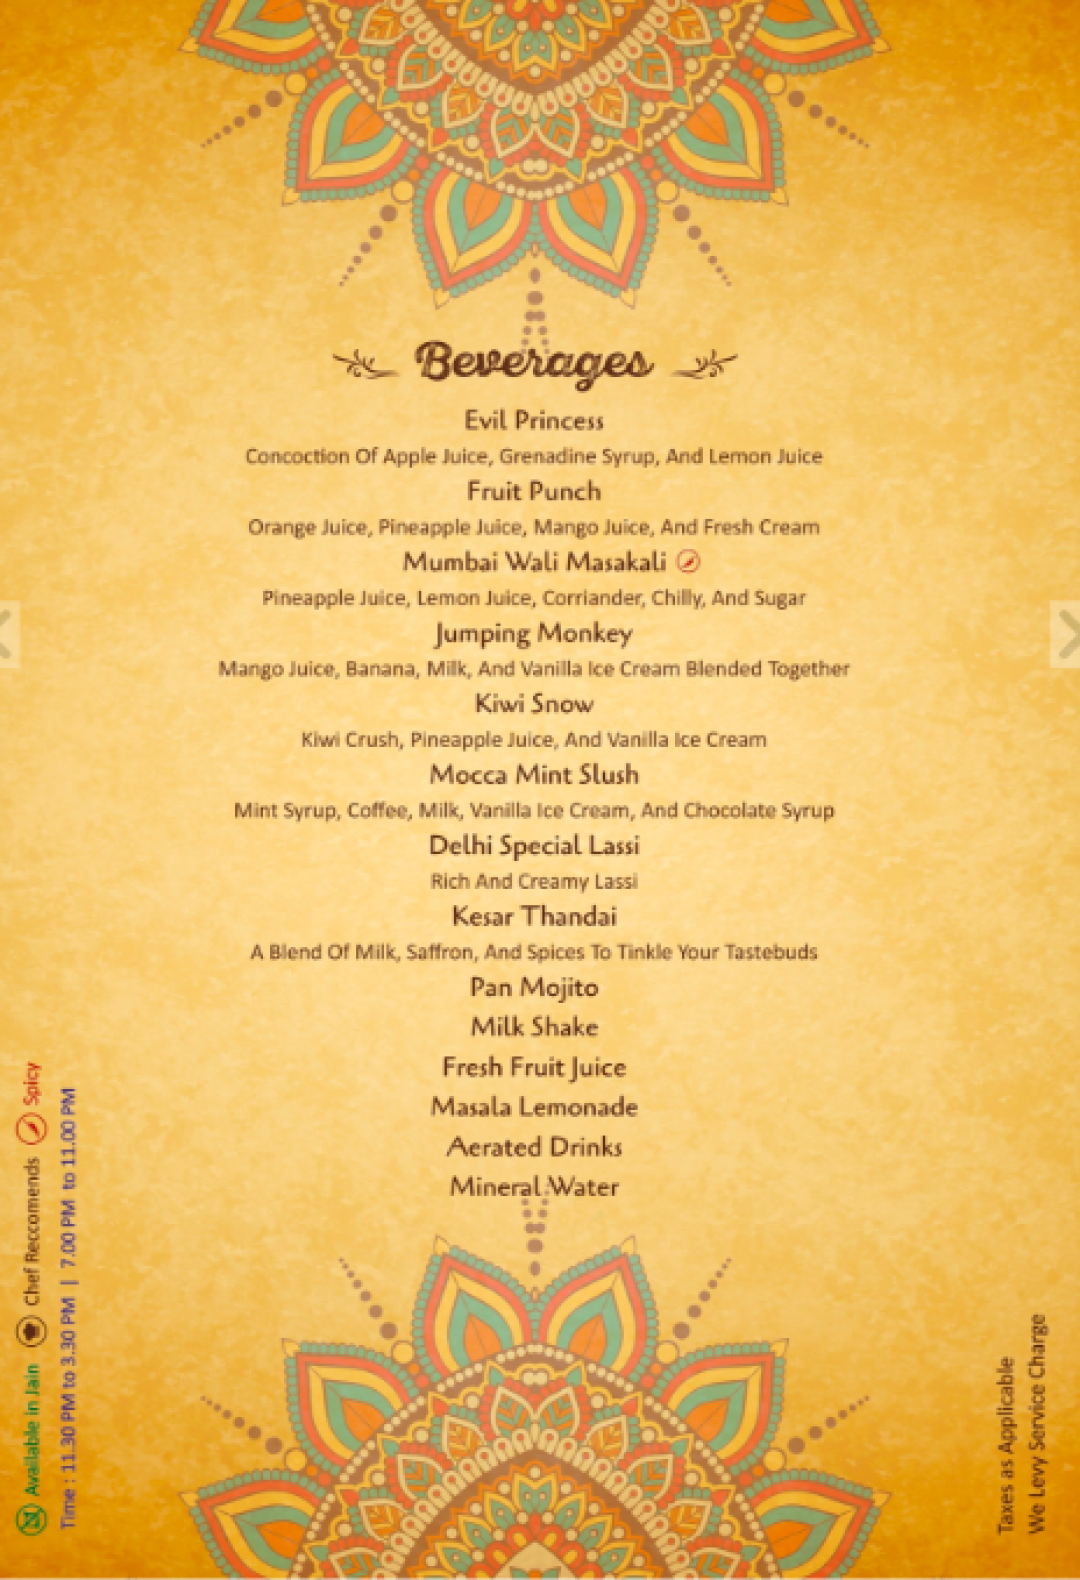 Beverages
Evil Princess
Concoction Of Apple Juice, Grenadine Syrup, And Lemon Juice
Fruit Punch
Orange Juice, Pineapple Juice, Mango Juice, And Fresh Cream
Mumbai Wali Masakali
Pineapple Juice, Lemon Juice, Corriander, Chilly, And Sugar
Jumping Monkey
Mango Juice, Banana, Milk, And Vanilla Ice Cream Blended Together
Kiwi Snow
Kiwi Crush, Pineapple Juice, And Vanilla Ice Cream
Mocca Mint Slush
Mint Syrup, Coffee, Milk, Vanilla Ice Cream, And Chocolate Syrup
Delhi Special Lassi
Rich And Creamy Lassi
Kesar Thandai
A Blend Of Milk, Saffron, And Spices To Tinkle Your Tastebuds
Pan Mojito
Milk Shake
Fresh Fruit Juice
Masala Lemonade
Aerated Drinks
Mineral Water
Available in Jain Chef Reccomends Spicy
Time : 11.30 PM to 3.30 PM | 7.00 PM to 11.00 PM
Taxes as Applicable
We Levy Service Charge